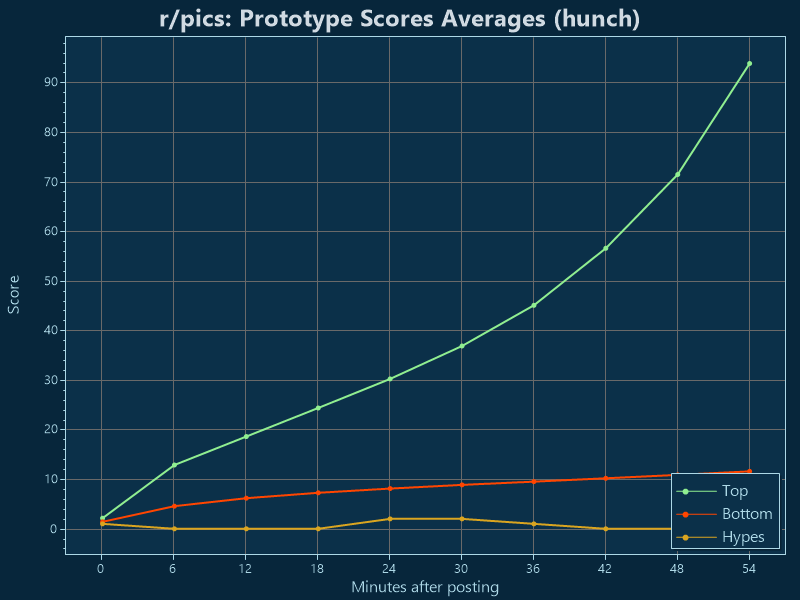 r/pics: Prototype Scores Averages (hunch)
90
80
70
60
50
40
30
20
10
0
Score
Top
Bottom
Hypes
0 6 12 18 24 30 36 42 48 54
Minutes after posting